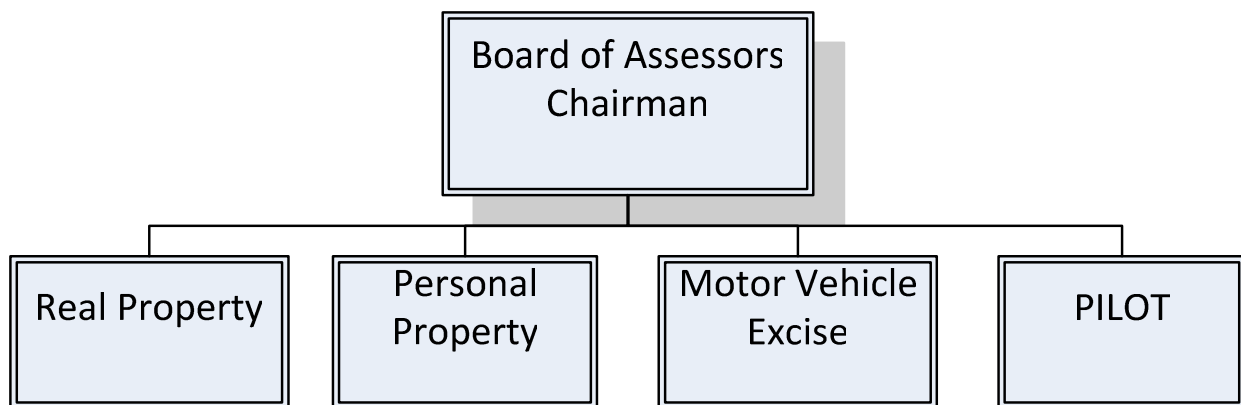 Board of Assessors
Chairman
Real Property
Personal
Property
Motor Vehicle
Excise
PILOT